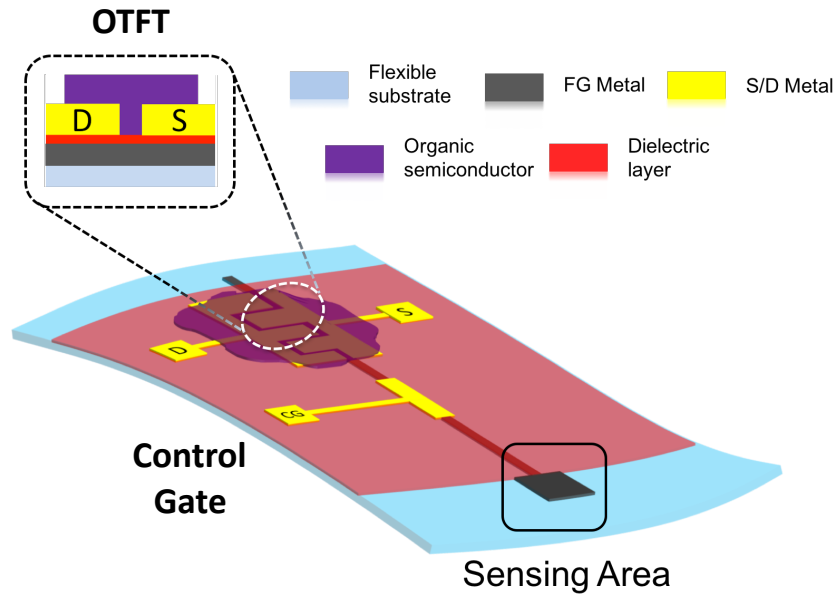 OTFT
D S
Flexible
substrate
FG Metal
S/D Metal
Organic
semiconductor
Dielectric
layer
S
D
CG
Control
Gate
Sensing Area